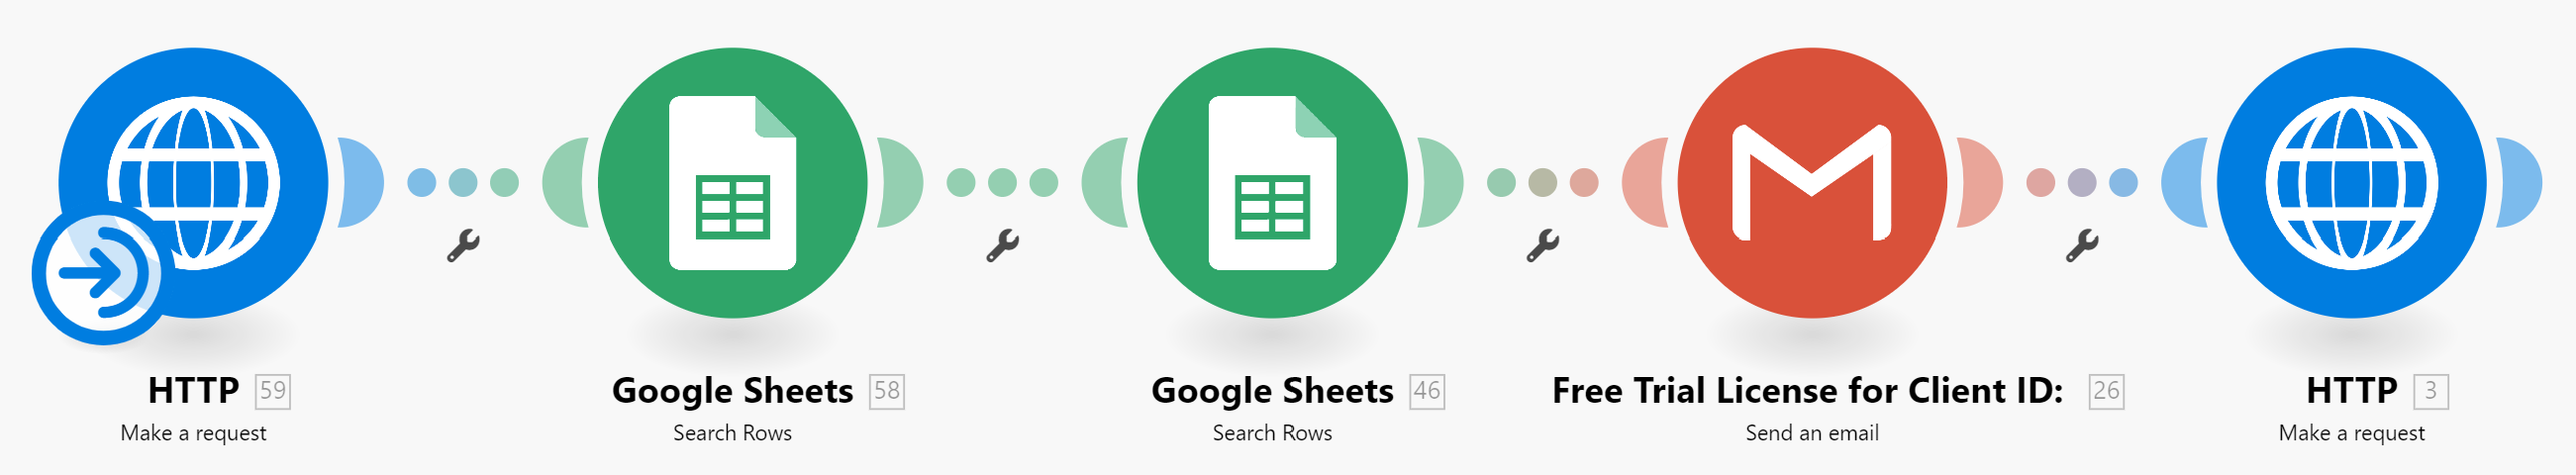 HTTP 59
Make a request
Google Sheets 58
Search Rows
Google Sheets 46
Search Rows
Free Trial License for Client ID: 26
Send an email
HTTP 3
Make a request